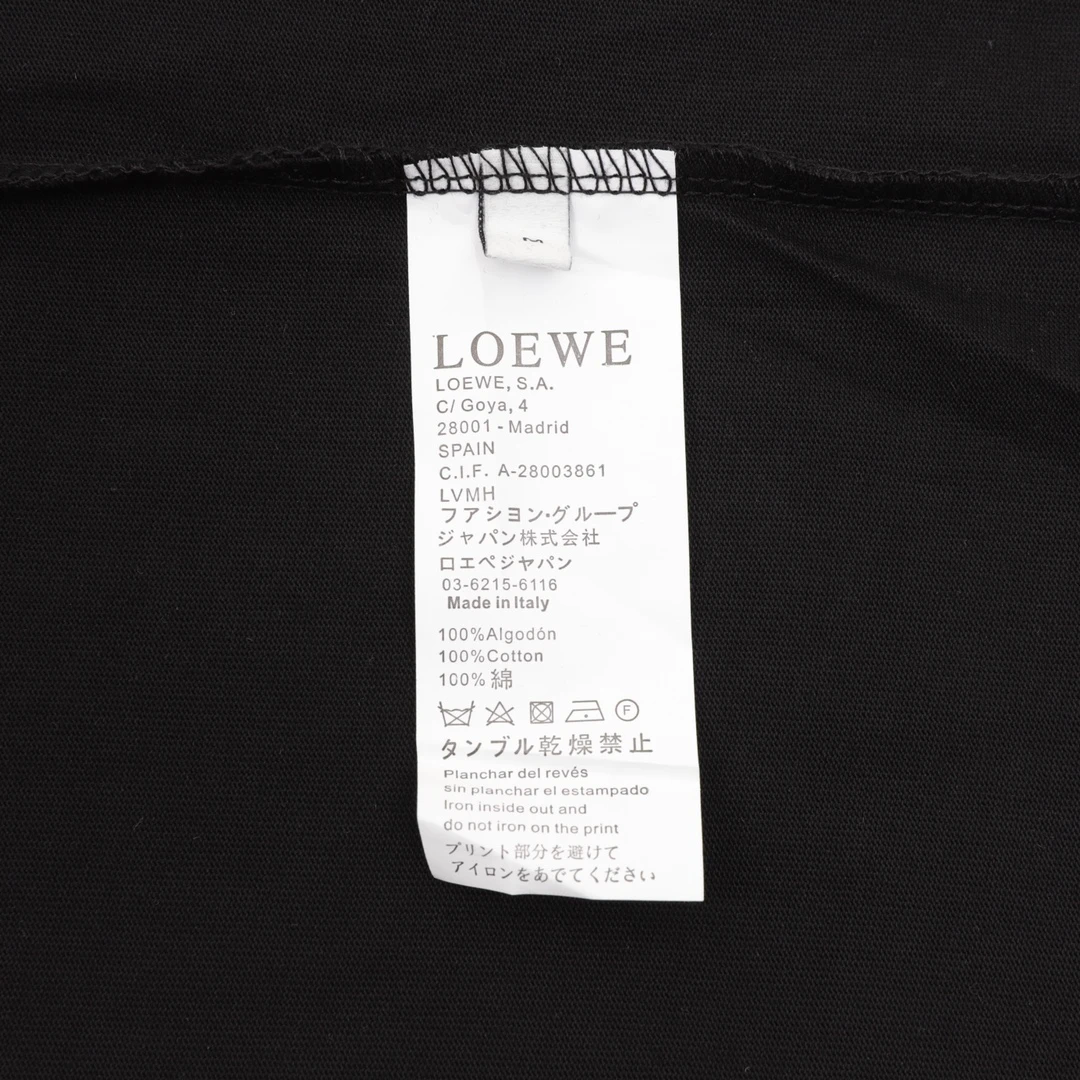 M
LOEWE
LOEWE, S.A.
C/ Goya, 4
28001 - Madrid
SPAIN
C.I.F. A-28003861
LVMH
フアシヨン·グループ
ジャパン株式会社
ロエベジヤパン
03-6215-6116
Made in Italy
100%Algodón
100%Cotton
100% 綿
F
タンブル乾燥禁止
Planchar del revés
sin planchar el estampado
Iron inside out and
do not iron on the print
プリント部分を避けて
アイロンをあでてください